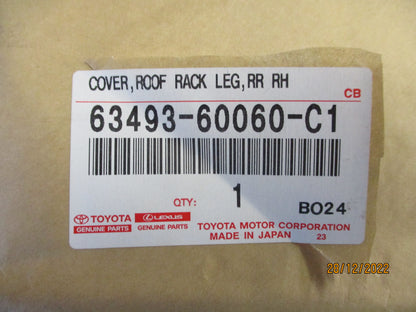 COVER,ROOF RACK LEG,RR RH
CB
63493-60060-C1
QTY: 1
BO24
TOYOTA
GENUINE PARTS
LEXUS
GENUINE PARTS
TOYOTA MOTOR CORPORATION
MADE IN JAPAN 23
28/12/2022